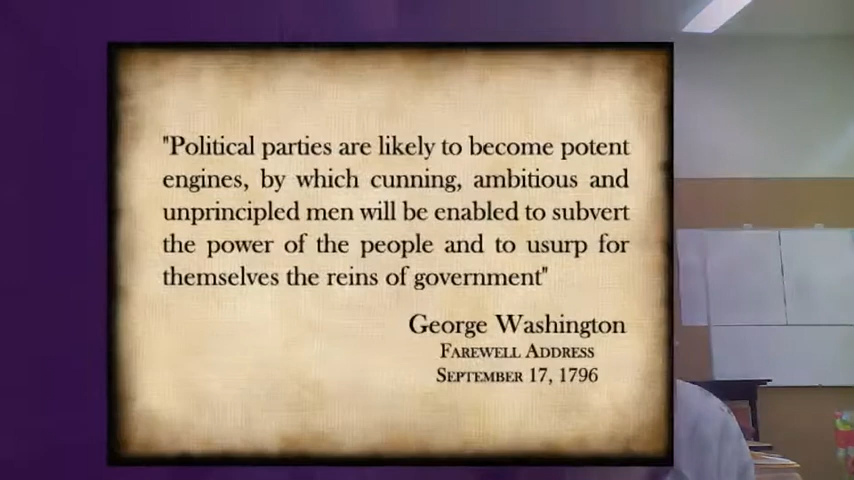 "Political parties are likely to become potent
engines, by which cunning, ambitious and
unprincipled men will be enabled to subvert
the power of the people and to usurp for
themselves the reins of government"
George Washington
FAREWELL ADDRESS
SEPTEMBER 17, 1796